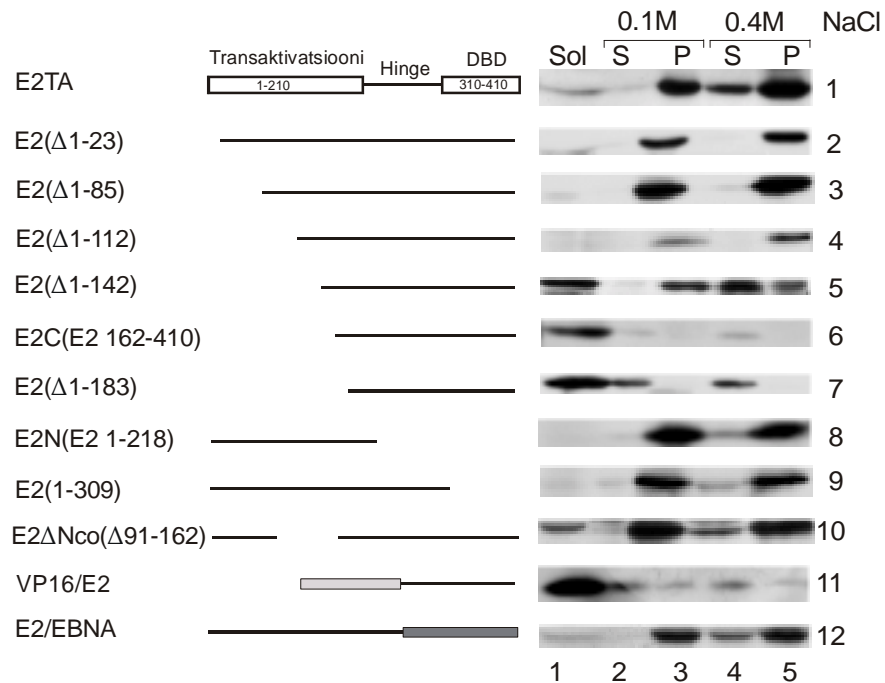 0.1M 0.4M NaCl
Transaktivatsiooni Hinge DBD Sol S P S P
E2TA 1-210 310-410 1
E2(Δ1-23) 2
E2(Δ1-85) 3
E2(Δ1-112) 4
E2(Δ1-142) 5
E2C(E2 162-410) 6
E2(Δ1-183) 7
E2N(E2 1-218) 8
E2(1-309) 9
E2ΔNco(Δ91-162) 10
VP16/E2 11
E2/EBNA 12
1 2 3 4 5